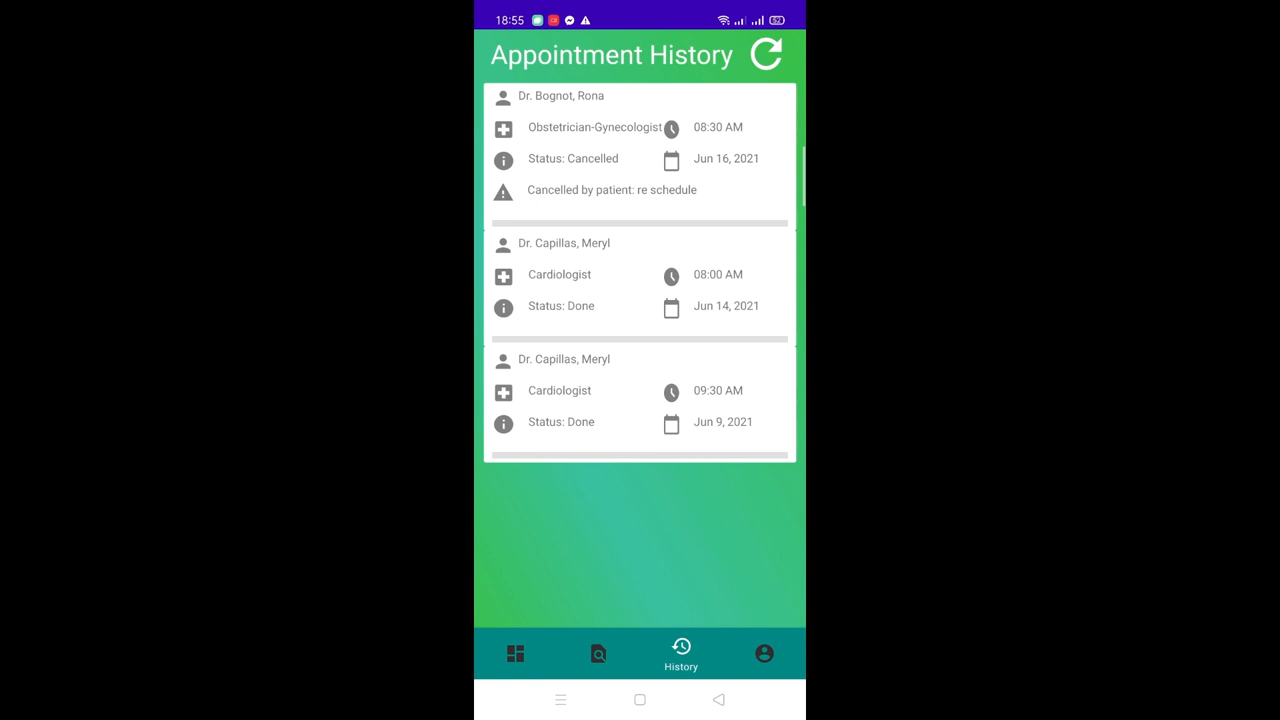 18:55
52
Appointment History
Dr. Bognot, Rona
Obstetrician-Gynecologist 08:30 AM
Status: Cancelled Jun 16, 2021
Cancelled by patient: re schedule
Dr. Capillas, Meryl
Cardiologist 08:00 AM
Status: Done Jun 14, 2021
Dr. Capillas, Meryl
Cardiologist 09:30 AM
Status: Done Jun 9, 2021
History